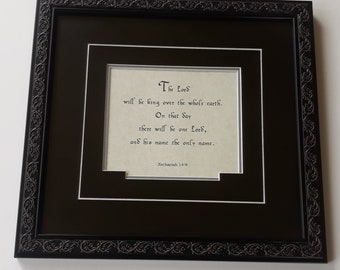 The Lord
will be king over the whole earth.
On that day
there will be one Lord,
and his name the only name.
Zechariah 14:9